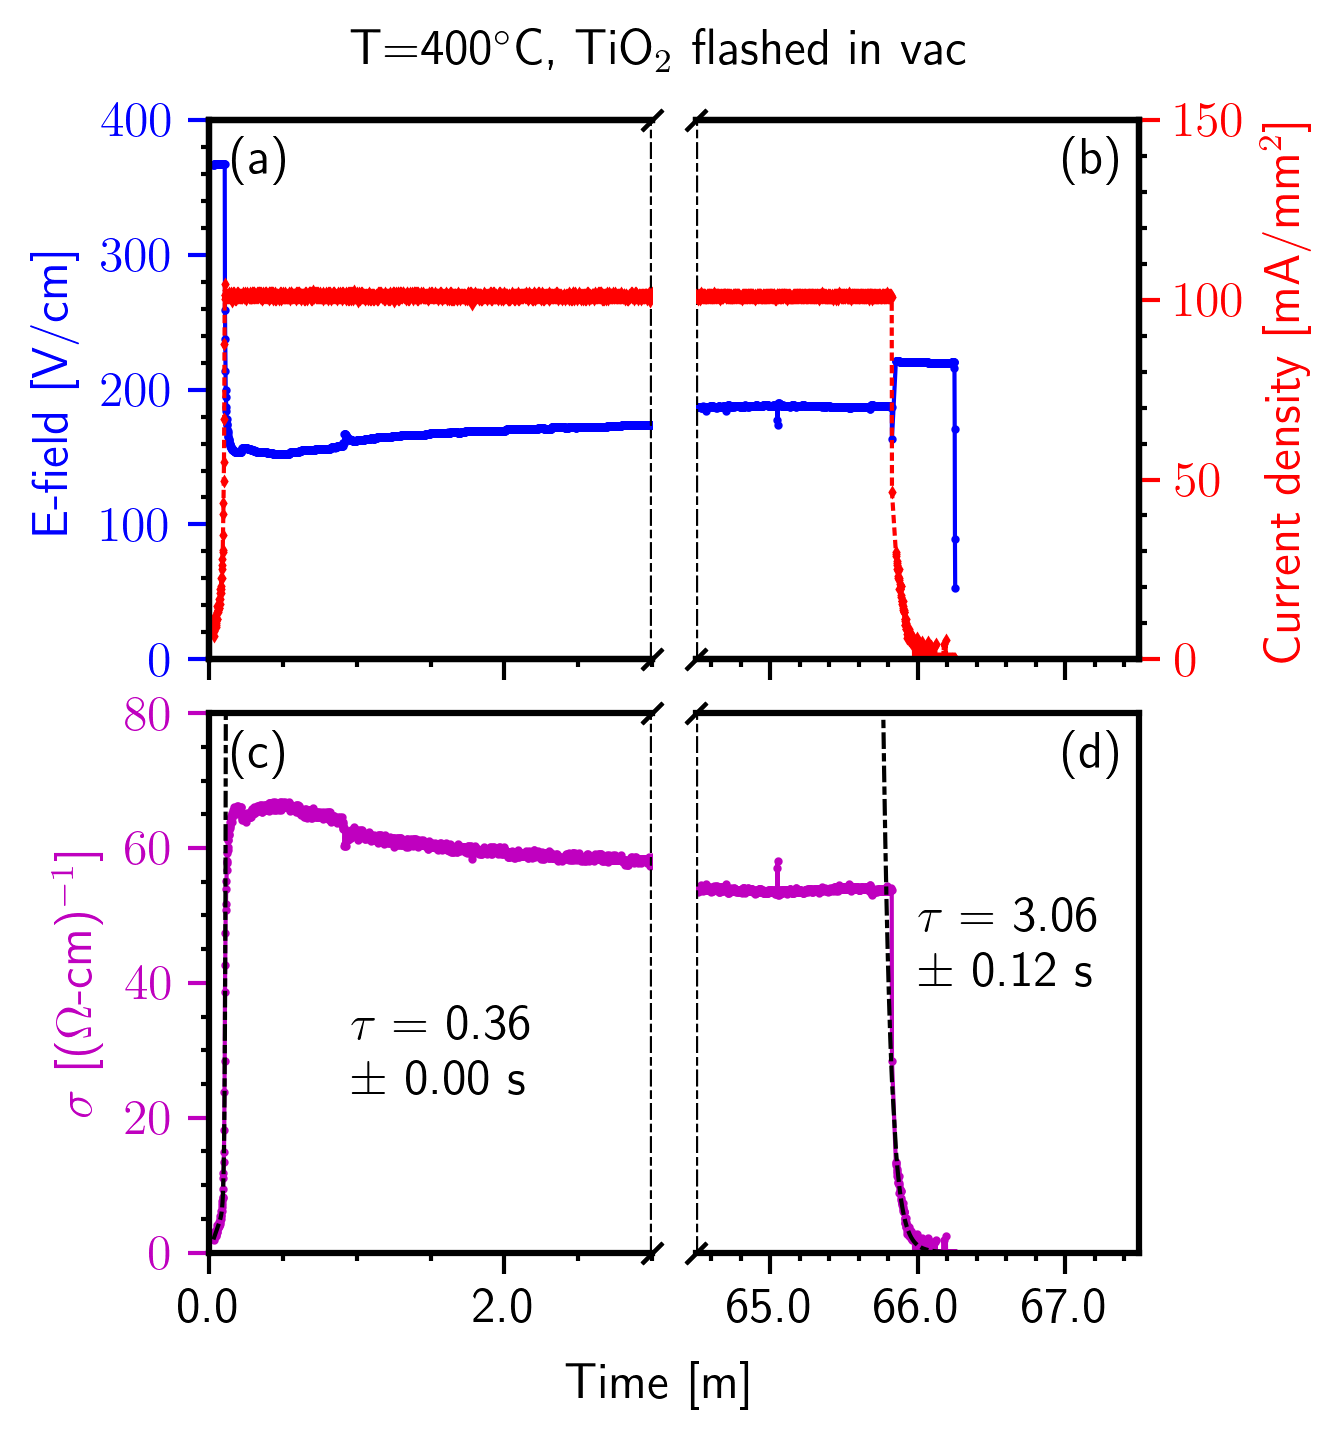 T=400°C, TiO₂ flashed in vac
(a)
(b)
400
300
200
100
0
E-field [V/cm]
150
100
50
0
Current density [mA/mm²]
(c)
(d)
80
60
40
20
0
σ [(Ω-cm)⁻¹]
τ = 0.36
± 0.00 s
τ = 3.06
± 0.12 s
0.0 2.0 65.0 66.0 67.0
Time [m]